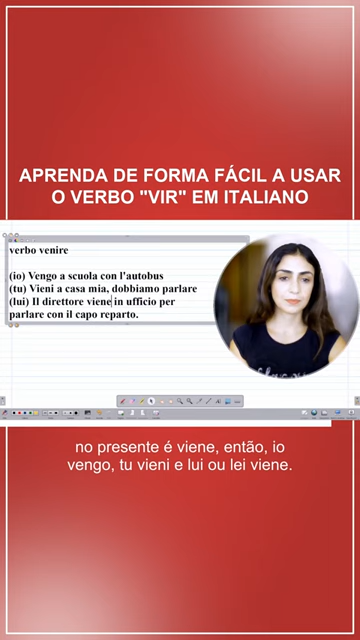 APRENDA DE FORMA FÁCIL A USAR
O VERBO "VIR" EM ITALIANO
verbo venire
(io) Vengo a scuola con l'autobus
(tu) Vieni a casa mia, dobbiamo parlare
(lui) Il direttore viene in ufficio per
parlare con il capo reparto.
no presente é viene, então, io
vengo, tu vieni e lui ou lei viene.